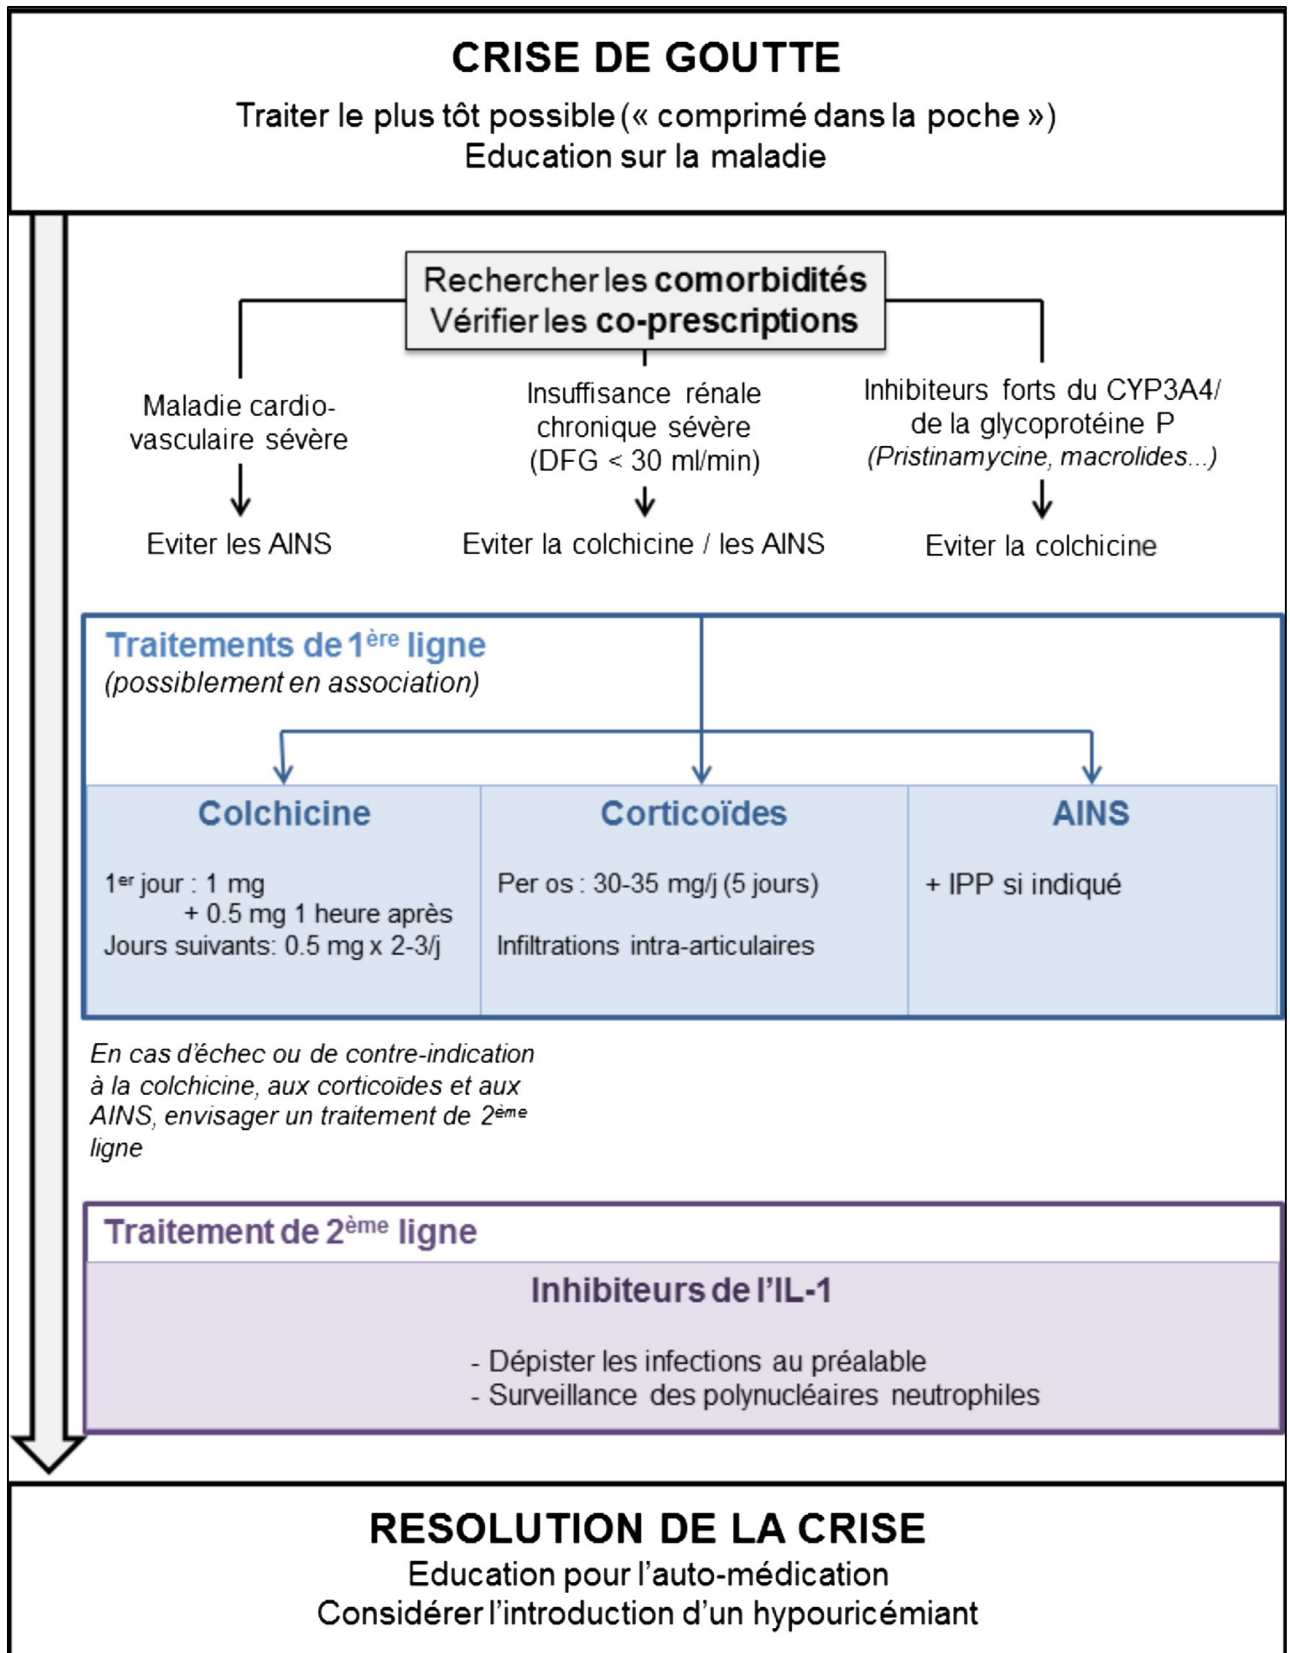 CRISE DE GOUTTE
Traiter le plus tôt possible (« comprimé dans la poche »)
Education sur la maladie
Rechercher les comorbidités
Vérifier les co-prescriptions
Maladie cardio-
vasculaire sévère
Eviter les AINS
Insuffisance rénale
chronique sévère
(DFG < 30 ml/min)
Eviter la colchicine / les AINS
Inhibiteurs forts du CYP3A4/
de la glycoprotéine P
(Pristinamycine, macrolides...)
Eviter la colchicine
Traitements de 1ère ligne
(possiblement en association)
Colchicine
1er jour : 1 mg
+ 0.5 mg 1 heure après
Jours suivants: 0.5 mg x 2-3/j
Corticoïdes
Per os : 30-35 mg/j (5 jours)
Infiltrations intra-articulaires
AINS
+ IPP si indiqué
En cas d'échec ou de contre-indication
à la colchicine, aux corticoïdes et aux
AINS, envisager un traitement de 2ème
ligne
Traitement de 2ème ligne
Inhibiteurs de l'IL-1
- Dépister les infections au préalable
- Surveillance des polynucléaires neutrophiles
RESOLUTION DE LA CRISE
Education pour l'auto-médication
Considérer l'introduction d'un hypouricémiant